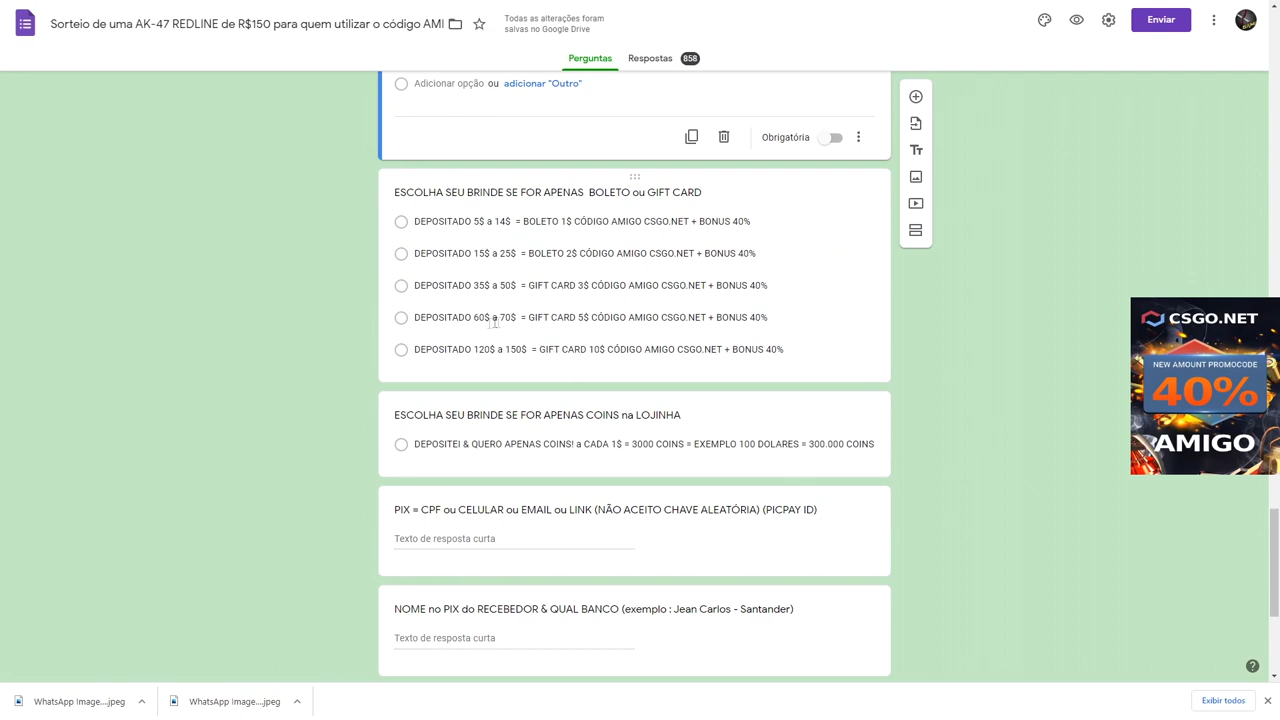 Sorteio de uma AK-47 REDLINE de R$150 para quem utilizar o código AMI
Todas as alterações foram
salvas no Google Drive
Enviar
Perguntas
Respostas 858
Adicionar opção ou adicionar "Outro"
Obrigatória
ESCOLHA SEU BRINDE SE FOR APENAS BOLETO ou GIFT CARD
DEPOSITADO 5$ a 14$ = BOLETO 1$ CÓDIGO AMIGO CSGO.NET + BONUS 40%
DEPOSITADO 15$ a 25$ = BOLETO 2$ CÓDIGO AMIGO CSGO.NET + BONUS 40%
DEPOSITADO 35$ a 50$ = GIFT CARD 3$ CÓDIGO AMIGO CSGO.NET + BONUS 40%
DEPOSITADO 60$ a 70$ = GIFT CARD 5$ CÓDIGO AMIGO CSGO.NET + BONUS 40%
DEPOSITADO 120$ a 150$ = GIFT CARD 10$ CÓDIGO AMIGO CSGO.NET + BONUS 40%
CSGO.NET
NEW AMOUNT PROMOCODE
40%
AMIGO
ESCOLHA SEU BRINDE SE FOR APENAS COINS na LOJINHA
DEPOSITEI & QUERO APENAS COINS! a CADA 1$ = 3000 COINS = EXEMPLO 100 DOLARES = 300.000 COINS
PIX = CPF ou CELULAR ou EMAIL ou LINK (NÃO ACEITO CHAVE ALEATÓRIA) (PICPAY ID)
Texto de resposta curta
NOME no PIX do RECEBEDOR & QUAL BANCO (exemplo : Jean Carlos - Santander)
Texto de resposta curta
WhatsApp Image....jpeg
WhatsApp Image....jpeg
Exibir todos